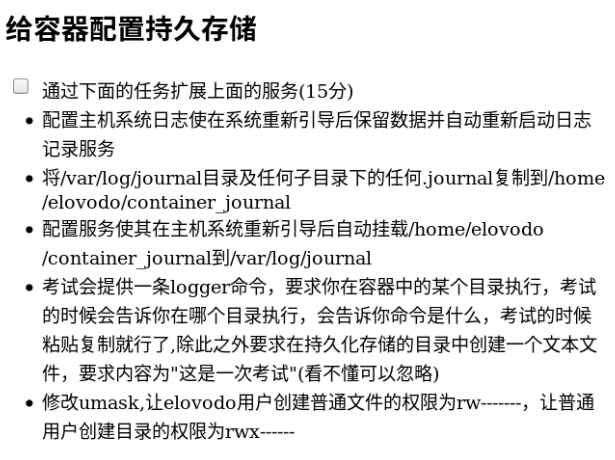 给容器配置持久存储
通过下面的任务扩展上面的服务(15分)
配置主机系统日志使在系统重新引导后保留数据并自动重新启动日志
记录服务
将/var/log/journal目录及任何子目录下的任何.journal复制到/home
/elovodo/container_journal
配置服务使其在主机系统重新引导后自动挂载/home/elovodo
/container_journal到/var/log/journal
考试会提供一条logger命令，要求你在容器中的某个目录执行，考试
的时候会告诉你在哪个目录执行，会告诉你命令是什么，考试的时候
粘贴复制就行了,除此之外要求在持久化存储的目录中创建一个文本文
件，要求内容为"这是一次考试"(看不懂可以忽略)
修改umask,让elovodo用户创建普通文件的权限为rw-------，让普通
用户创建目录的权限为rwx------